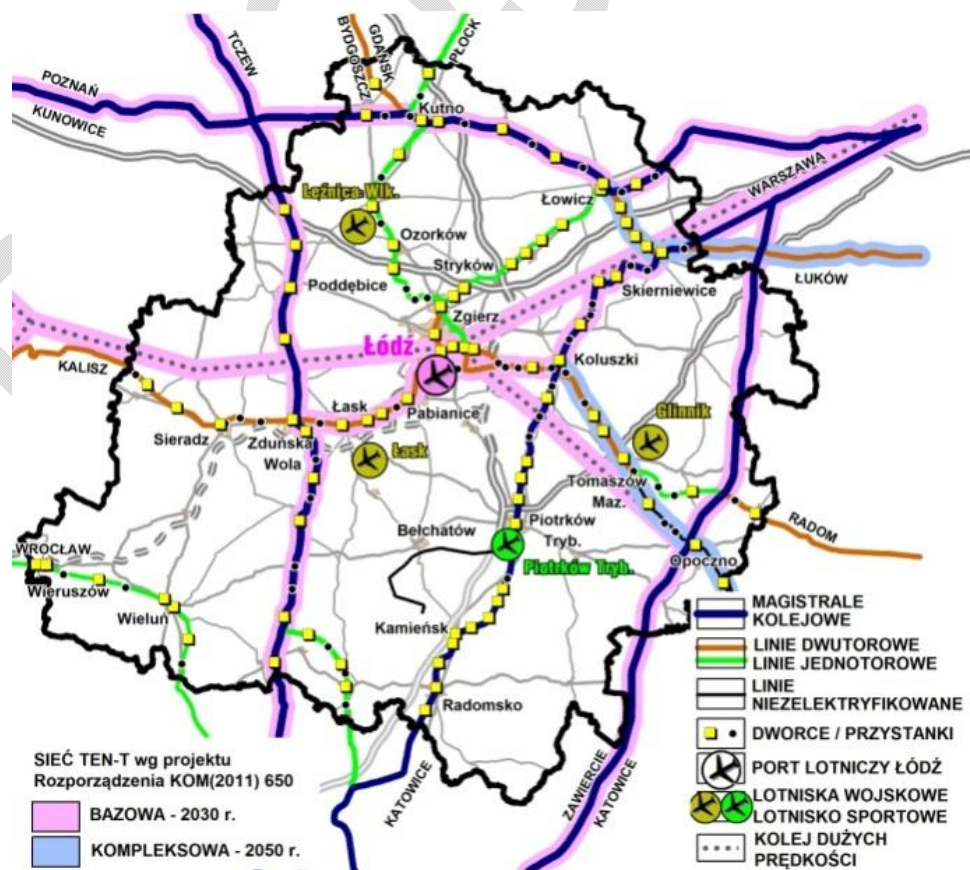 TCZEW
BYDGOSZCZ
GDAŃSK
PŁOCK
POZNAŃ
KUNOWICE
Kutno
WARSZAWA
Łęźnica Wlk.
Łowicz
Ozorków
Stryków
ŁUKÓW
Poddębice
Skierniewice
Zgierz
Łódź
Koluszki
KALISZ
Łask
Pabianice
Glinnik
Sieradz
Zduńska
Wola
Łask
Tomaszów
Maz.
Bełchatów
Piotrków
Tryb.
RADOM
WROCŁAW
Opoczno
Piotrków Tryb.
Wieruszów
Wieluń
Kamieńsk
Radomsko
KATOWICE
ZAWIERCIE
KATOWICE
MAGISTRALE
KOLEJOWE
LINIE DWUTOROWE
LINIE JEDNOTOROWE
LINIE
NIEZELEKTRYFIKOWANE
DWORCE / PRZYSTANKI
PORT LOTNICZY ŁÓDŹ
LOTNISKA WOJSKOWE
LOTNISKO SPORTOWE
KOLEJ DUŻYCH
PRĘDKOŚCI
SIEĆ TEN-T wg projektu
Rozporządzenia KOM(2011) 650
BAZOWA - 2030 r.
KOMPLEKSOWA - 2050 r.